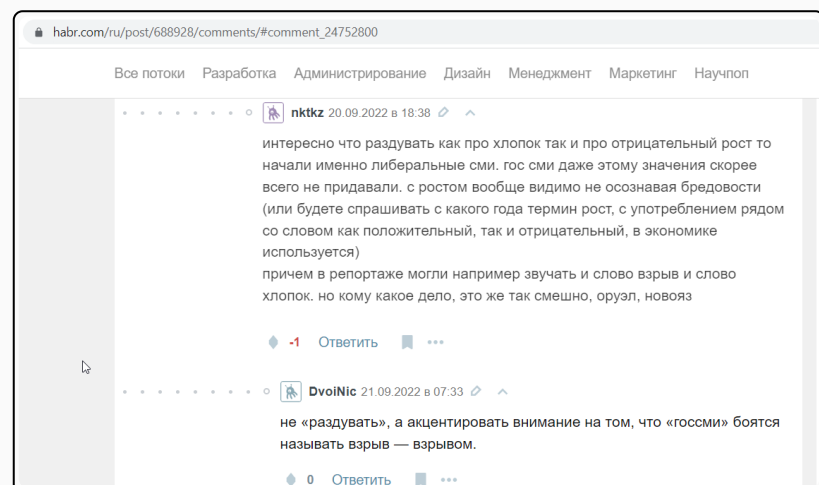 habr.com/ru/post/688928/comments/#comment_24752800
Все потоки Разработка Администрирование Дизайн Менеджмент Маркетинг Научпоп
nktkz 20.09.2022 в 18:38
интересно что раздувать как про хлопок так и про отрицательный рост то
начали именно либеральные сми. гос сми даже этому значения скорее
всего не придавали. с ростом вообще видимо не осознавая бредовости
(или будете спрашивать с какого года термин рост, с употреблением рядом
со словом как положительный, так и отрицательный, в экономике
используется)
причем в репортаже могли например звучать и слово взрыв и слово
хлопок. но кому какое дело, это же так смешно, оруэл, новояз
-1 Ответить
DvoiNic 21.09.2022 в 07:33
не «раздувать», а акцентировать внимание на том, что «госсми» боятся
называть взрыв — взрывом.
0 Ответить